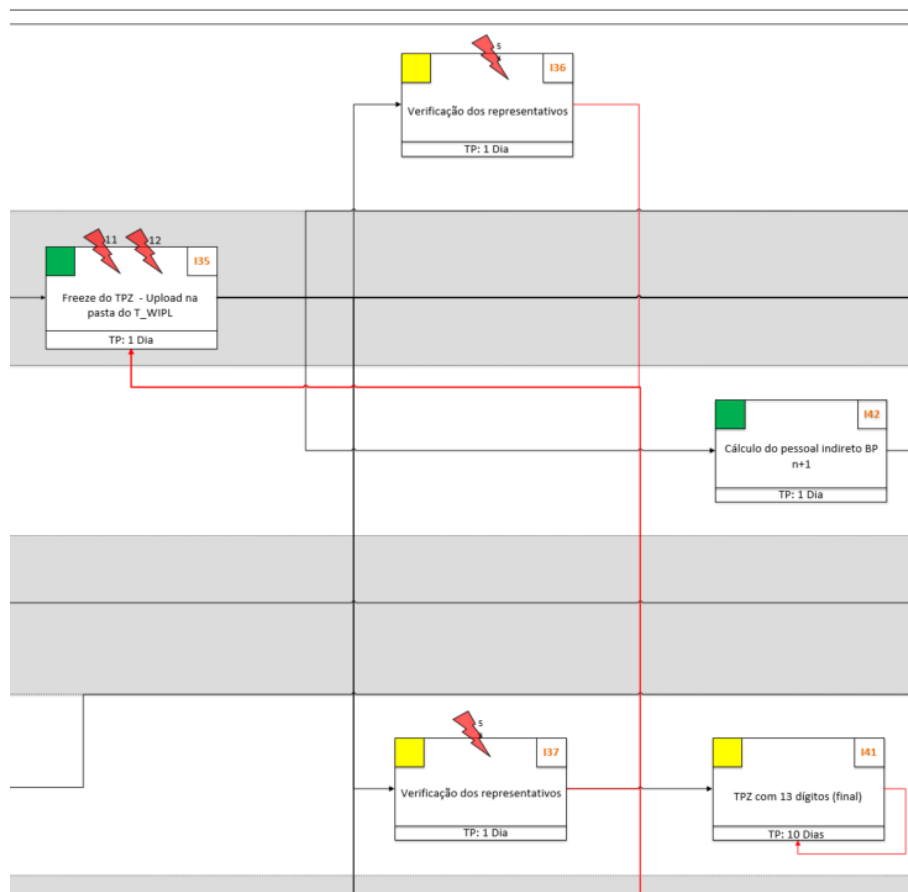 5
I36
Verificação dos representativos
TP: 1 Dia
11
12
I35
Freeze do TPZ - Upload na
pasta do T_WIPL
TP: 1 Dia
I42
Cálculo do pessoal indireto BP
n+1
TP: 1 Dia
5
I37
Verificação dos representativos
TP: 1 Dia
I41
TPZ com 13 dígitos (final)
TP: 10 Dias